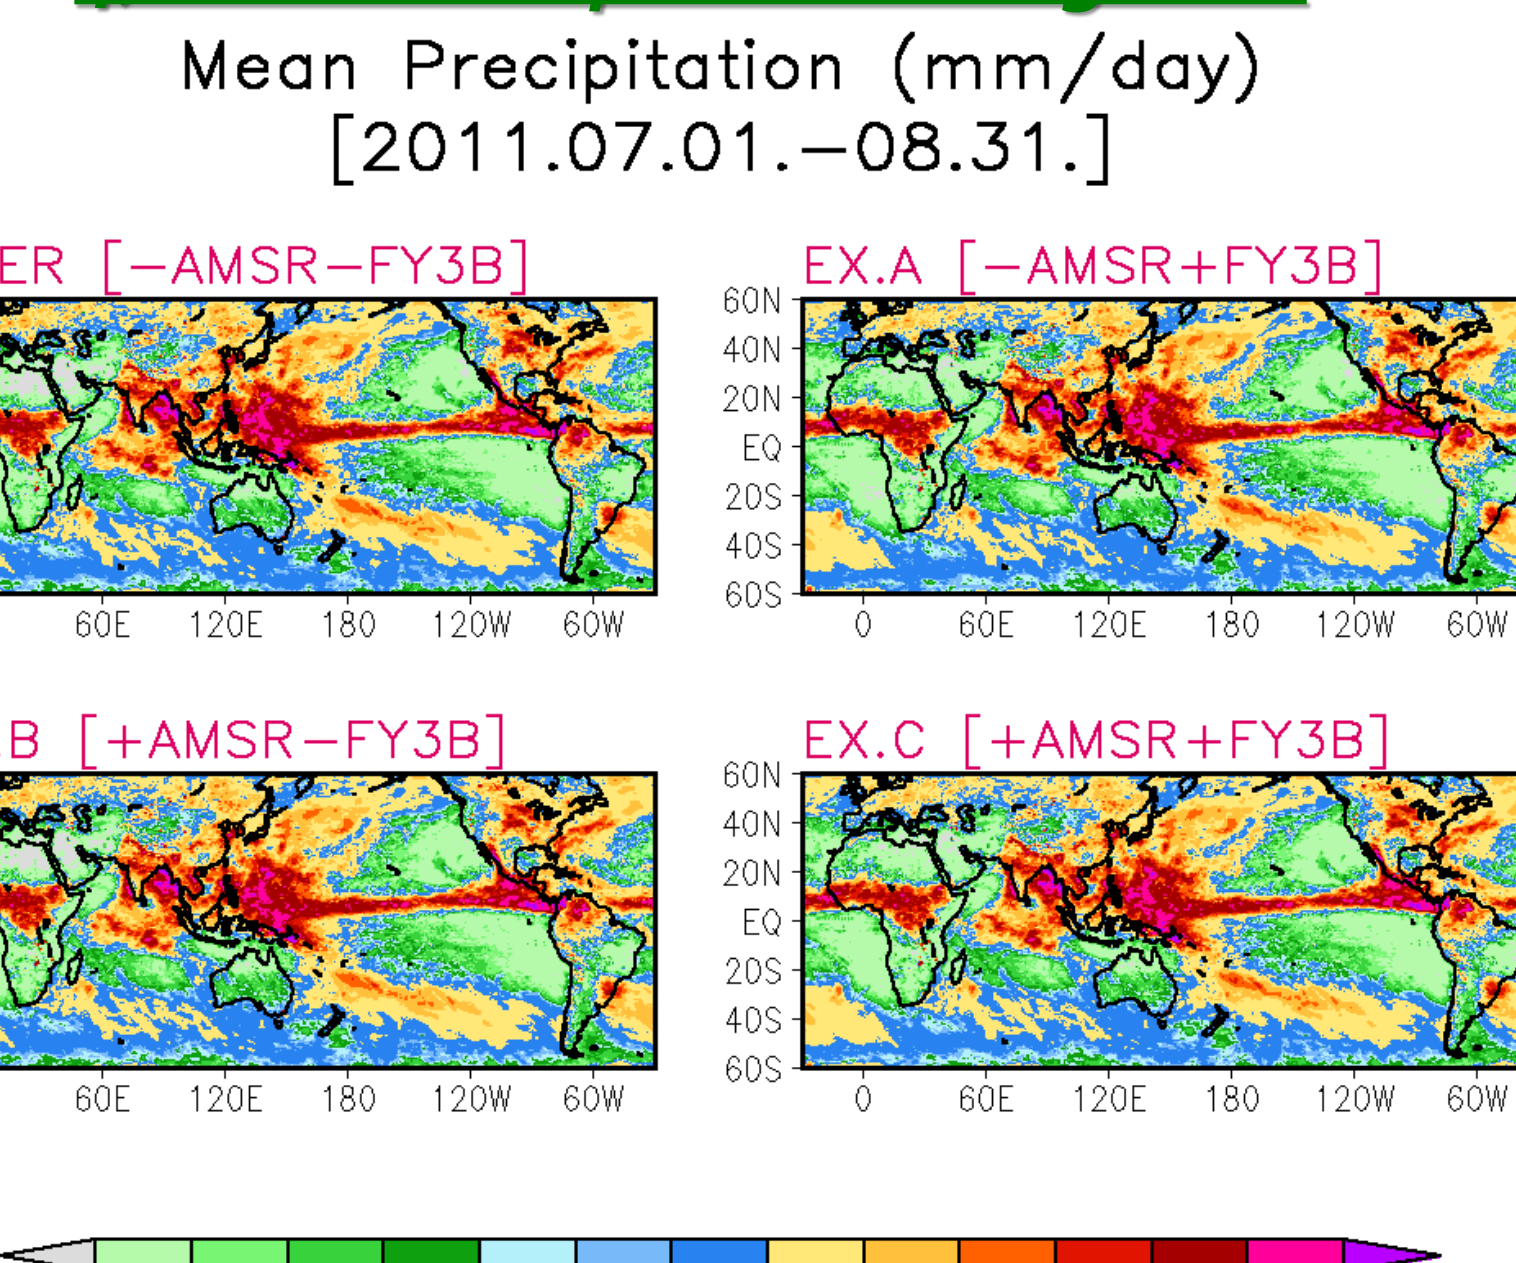 Mean Precipitation (mm/day)
[2011.07.01.-08.31.]
ER [-AMSR-FY3B]
EX.A [-AMSR+FY3B]
60N
40N
20N
EQ
20S
40S
60S
60E 120E 180 120W 60W
0 60E 120E 180 120W 60W
.B [+AMSR-FY3B]
EX.C [+AMSR+FY3B]
60N
40N
20N
EQ
20S
40S
60S
60E 120E 180 120W 60W
0 60E 120E 180 120W 60W